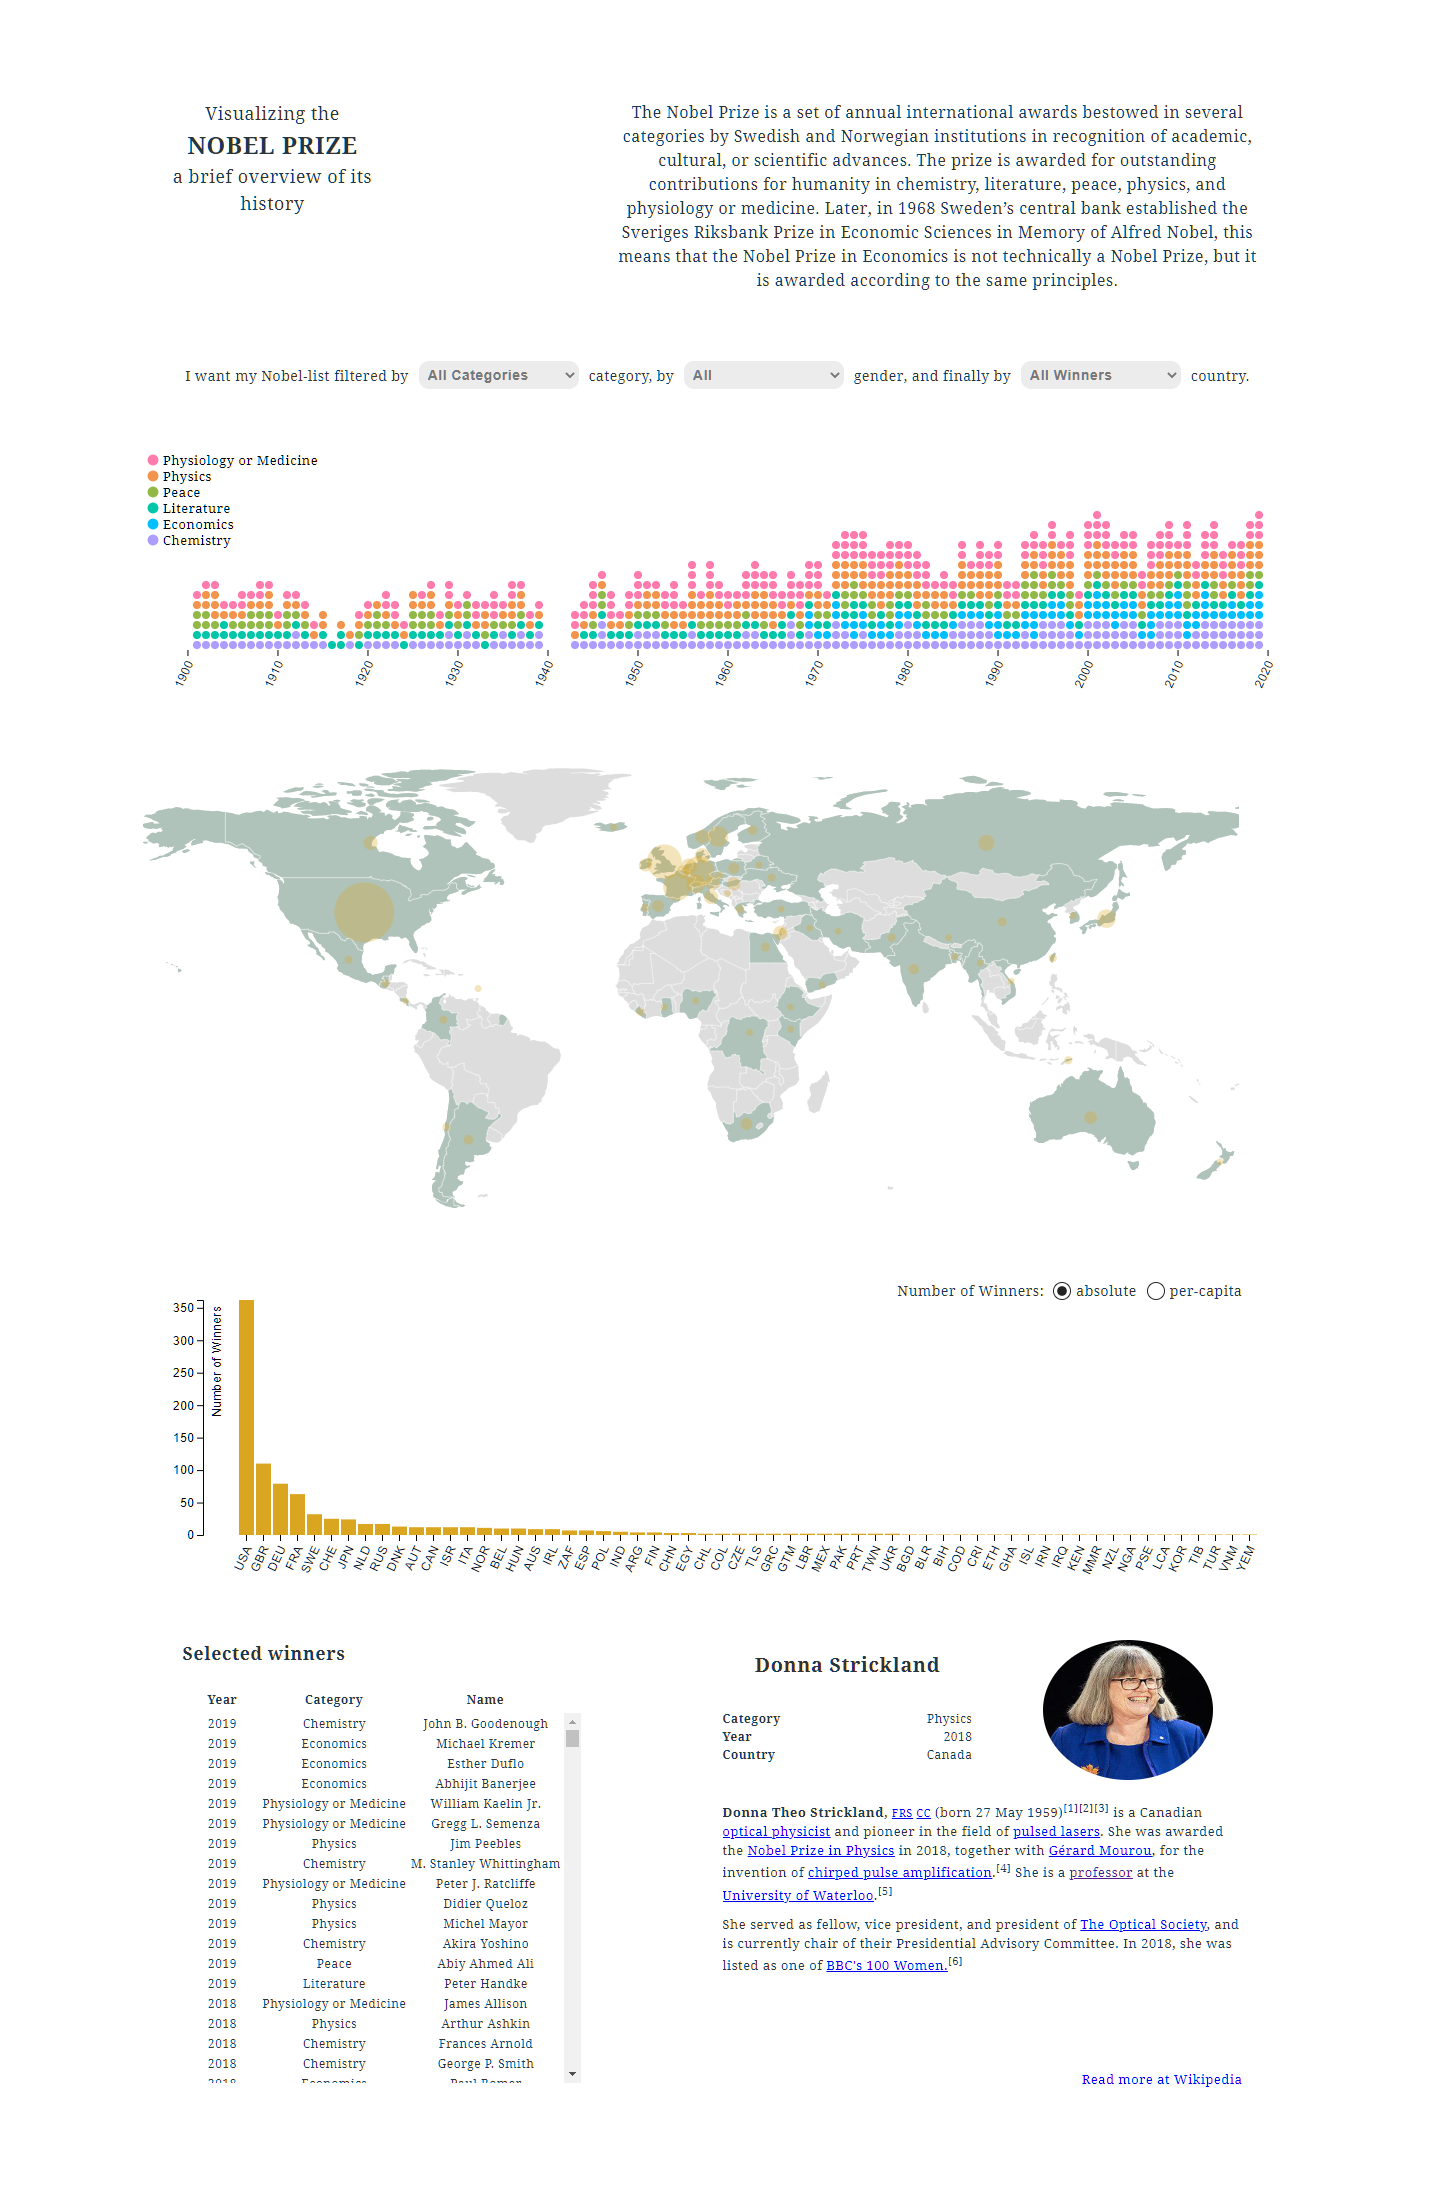 Visualizing the
NOBEL PRIZE
a brief overview of its
history
The Nobel Prize is a set of annual international awards bestowed in several
categories by Swedish and Norwegian institutions in recognition of academic,
cultural, or scientific advances. The prize is awarded for outstanding
contributions for humanity in chemistry, literature, peace, physics, and
physiology or medicine. Later, in 1968 Sweden’s central bank established the
Sveriges Riksbank Prize in Economic Sciences in Memory of Alfred Nobel, this
means that the Nobel Prize in Economics is not technically a Nobel Prize, but it
is awarded according to the same principles.
I want my Nobel-list filtered by All Categories category, by All gender, and finally by All Winners country.
Physiology or Medicine
Physics
Peace
Literature
Economics
Chemistry
1900 1910 1920 1930 1940 1950 1960 1970 1980 1990 2000 2010 2020
Number of Winners: absolute per-capita
350
300
250
200
150
100
50
0
Number of Winners
USA GBR DEU FRA SWE CHE JPN NLD RUS DNK AUT CAN ISR ITA NOR BEL HUN AUS IRL ZAF ESP POL IND ARG FIN CHN EGY CHL COL CZE TLS GRC GTM LBR MEX PAK PRT TWN UKR BGD BLR BIH COD CRI ETH GHA ISL IRN IRQ KEN MMR NZL NGA PSE LCA KOR TIB TUR VNM YEM
Selected winners
Year Category Name
2019 Chemistry John B. Goodenough
2019 Economics Michael Kremer
2019 Economics Esther Duflo
2019 Economics Abhijit Banerjee
2019 Physiology or Medicine William Kaelin Jr.
2019 Physiology or Medicine Gregg L. Semenza
2019 Physics Jim Peebles
2019 Chemistry M. Stanley Whittingham
2019 Physiology or Medicine Peter J. Ratcliffe
2019 Physics Didier Queloz
2019 Physics Michel Mayor
2019 Chemistry Akira Yoshino
2019 Peace Abiy Ahmed Ali
2019 Literature Peter Handke
2018 Physiology or Medicine James Allison
2018 Physics Arthur Ashkin
2018 Chemistry Frances Arnold
2018 Chemistry George P. Smith
2018 Economics Paul Romer
Donna Strickland
Category Physics
Year 2018
Country Canada
Donna Theo Strickland, FRS CC (born 27 May 1959)[1][2][3] is a Canadian
optical physicist and pioneer in the field of pulsed lasers. She was awarded
the Nobel Prize in Physics in 2018, together with Gérard Mourou, for the
invention of chirped pulse amplification.[4] She is a professor at the
University of Waterloo.[5]
She served as fellow, vice president, and president of The Optical Society, and
is currently chair of their Presidential Advisory Committee. In 2018, she was
listed as one of BBC's 100 Women.[6]
Read more at Wikipedia